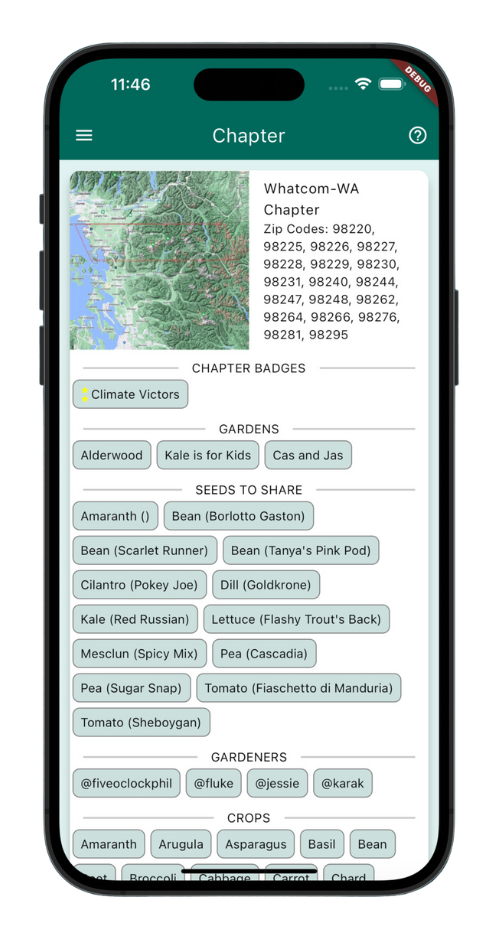 11:46
DEBUG
Chapter
Whatcom-WA
Chapter
Zip Codes: 98220,
98225, 98226, 98227,
98228, 98229, 98230,
98231, 98240, 98244,
98247, 98248, 98262,
98264, 98266, 98276,
98281, 98295
CHAPTER BADGES
Climate Victors
GARDENS
Alderwood Kale is for Kids Cas and Jas
SEEDS TO SHARE
Amaranth () Bean (Borlotto Gaston)
Bean (Scarlet Runner) Bean (Tanya's Pink Pod)
Cilantro (Pokey Joe) Dill (Goldkrone)
Kale (Red Russian) Lettuce (Flashy Trout's Back)
Mesclun (Spicy Mix) Pea (Cascadia)
Pea (Sugar Snap) Tomato (Fiaschetto di Manduria)
Tomato (Sheboygan)
GARDENERS
@fiveoclockphil @fluke @jessie @karak
CROPS
Amaranth Arugula Asparagus Basil Bean
Broccoli Cabbage Carrot Chard